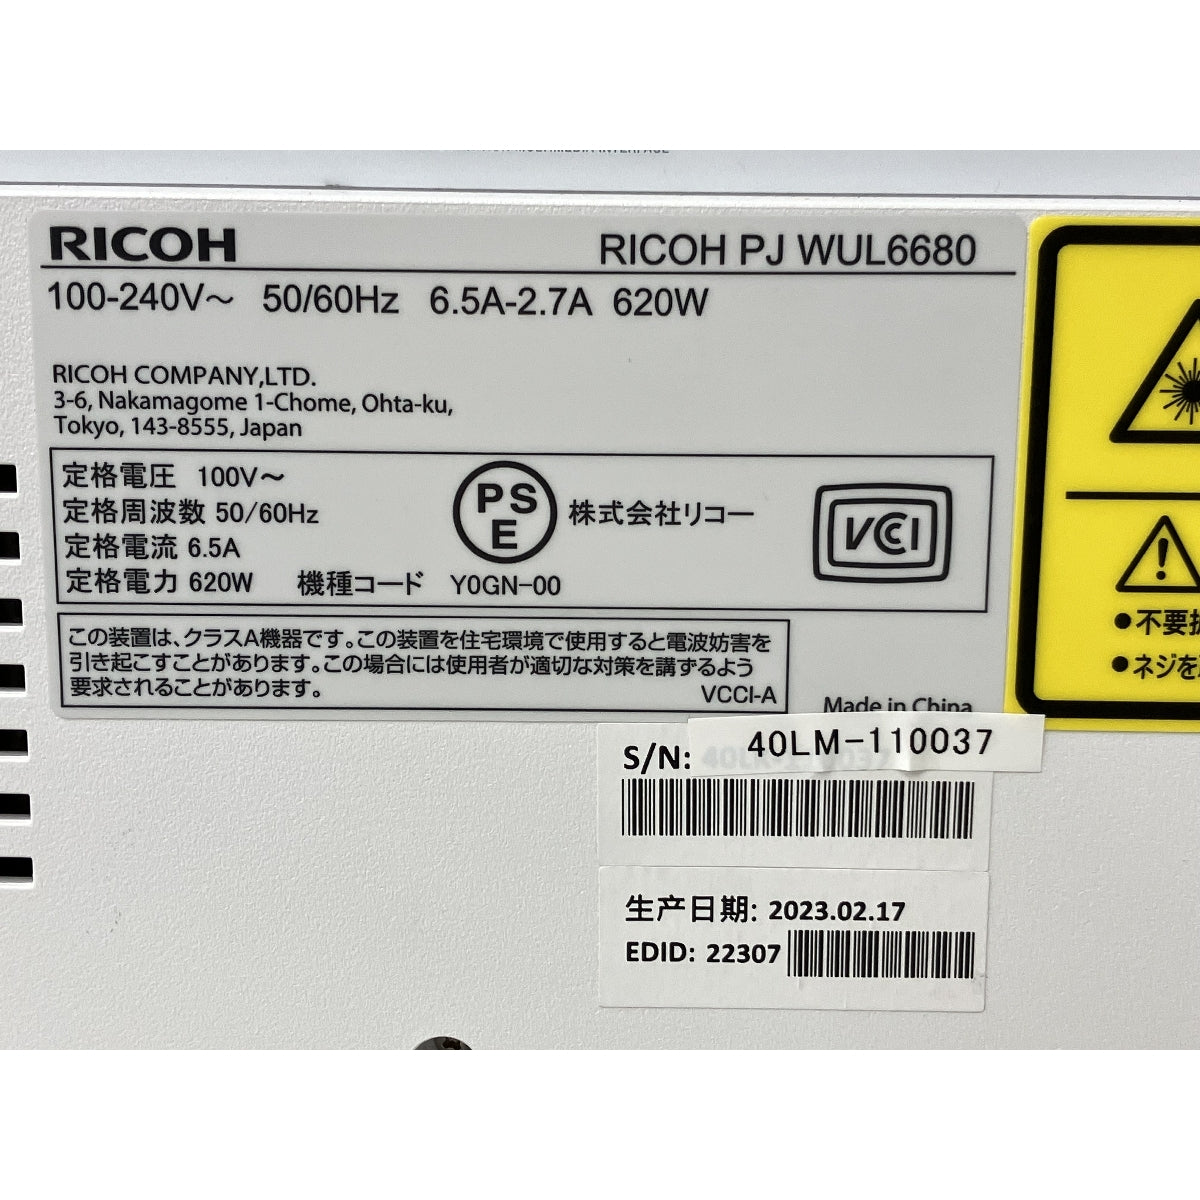 RICOH RICOH PJ WUL6680
100-240V～ 50/60Hz 6.5A-2.7A 620W
RICOH COMPANY,LTD.
3-6, Nakamagome 1-Chome, Ohta-ku,
Tokyo, 143-8555, Japan
定格電圧 100V～
定格周波数 50/60Hz
定格電流 6.5A
定格電力 620W 機種コード Y0GN-00
PS
E
株式会社リコー
VCCI
この装置は、クラスA機器です。この装置を住宅環境で使用すると電波妨害を
引き起こすことがあります。この場合には使用者が適切な対策を講ずるよう
要求されることがあります。 VCCI-A
Made in China
S/N: 40LM-110037
生产日期: 2023.02.17
EDID: 22307
●不要
●ネジを